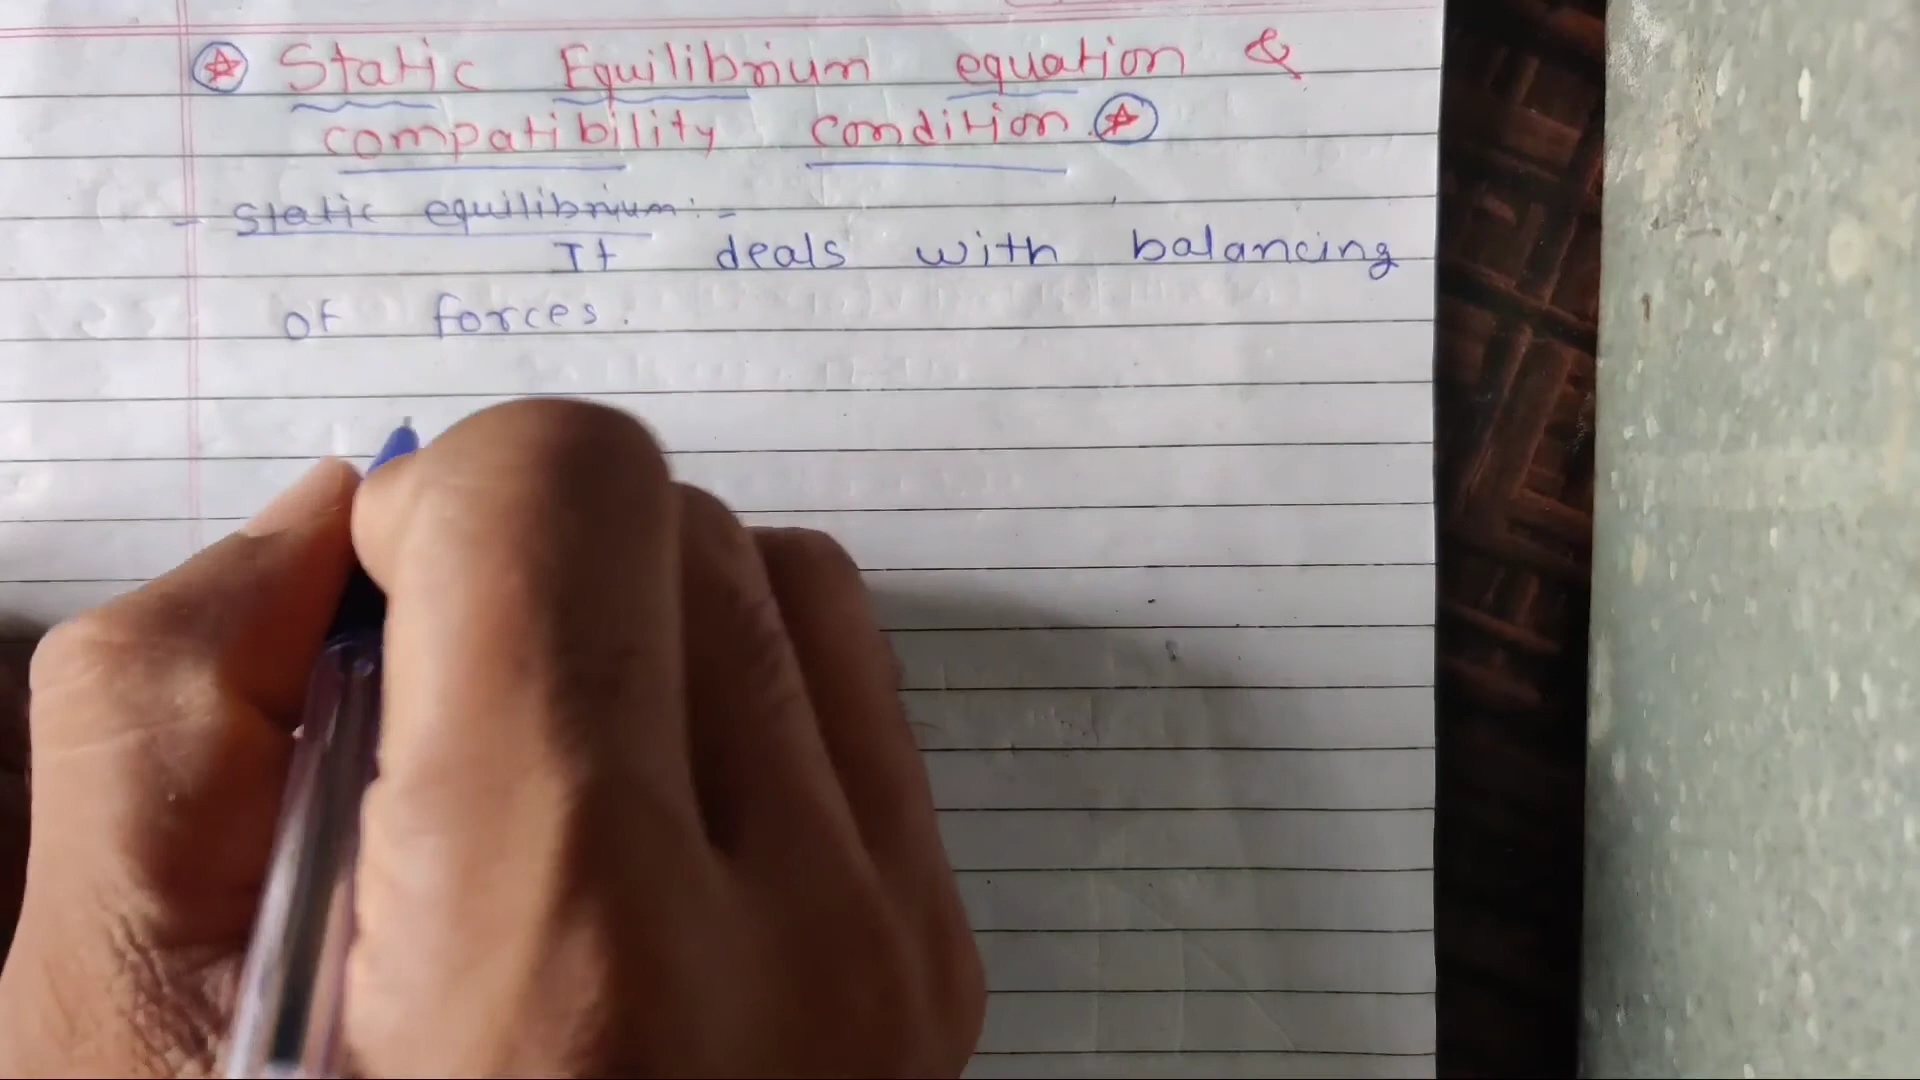 Static Equilibrium equation &
compatibility condition.
- Static equilibrium :-
It deals with balancing
of forces.